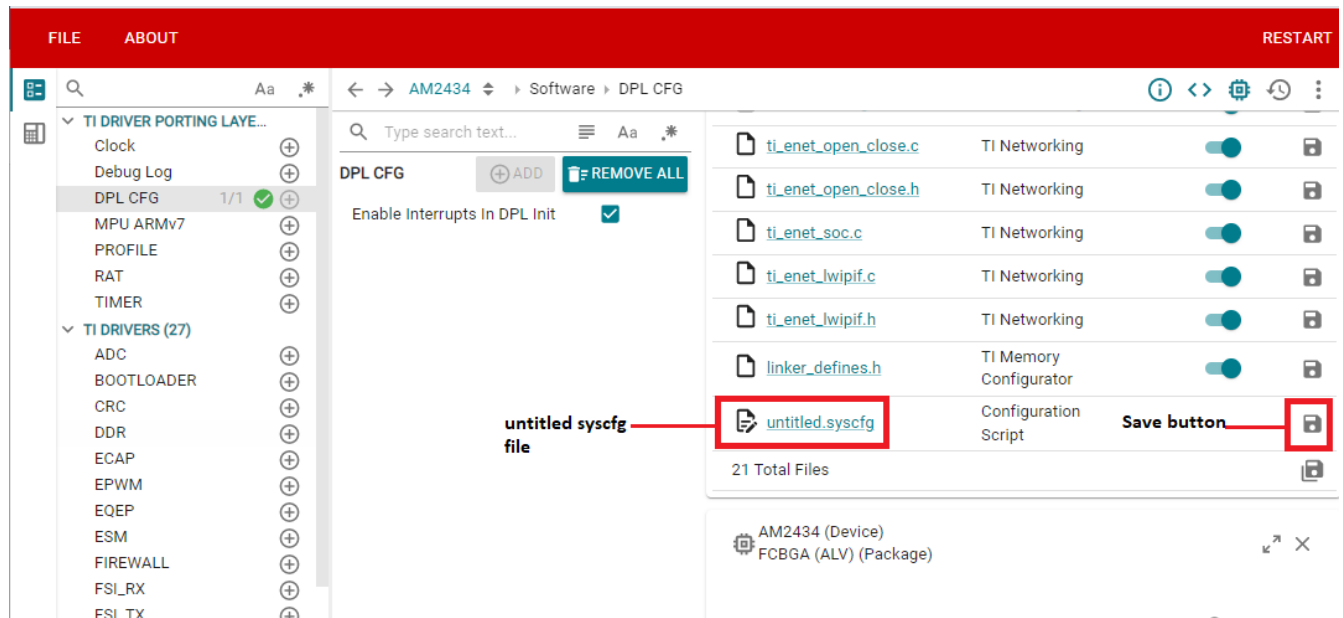 FILE ABOUT RESTART
Aa .*
AM2434 Software DPL CFG
TI DRIVER PORTING LAYE...
Clock
Debug Log
DPL CFG 1/1
MPU ARMv7
PROFILE
RAT
TIMER
TI DRIVERS (27)
ADC
BOOTLOADER
CRC
DDR
ECAP
EPWM
EQEP
ESM
FIREWALL
FSI_RX
FSI_TX
Type search text... Aa .*
DPL CFG ADD REMOVE ALL
Enable Interrupts In DPL Init
ti_enet_open_close.c TI Networking
ti_enet_open_close.h TI Networking
ti_enet_soc.c TI Networking
ti_enet_lwipif.c TI Networking
ti_enet_lwipif.h TI Networking
linker_defines.h TI Memory
Configurator
untitled syscfg
file
untitled.syscfg Configuration
Script
Save button
21 Total Files
AM2434 (Device)
FCBGA (ALV) (Package)